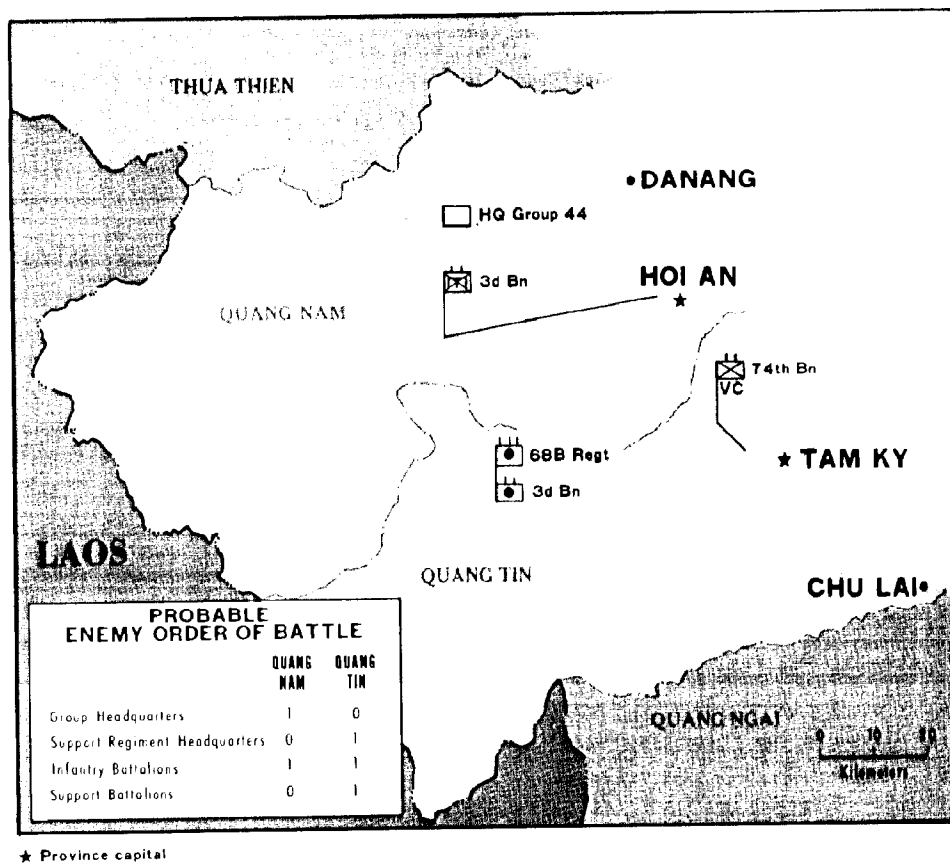 THUA THIEN
• DANANG
HQ Group 44
HOI AN
3d Bn
QUANG NAM
74th Bn
VC
68B Regt
TAM KY
3d Bn
LAOS
QUANG TIN
CHU LAI•
PROBABLE
ENEMY ORDER OF BATTLE
QUANG NAM QUANG TIN
Group Headquarters 1 0
Support Regiment Headquarters 0 1
Infantry Battalions 1 1
Support Battalions 0 1
QUANG NGAI
0 10 20
Kilometers
★ Province capital